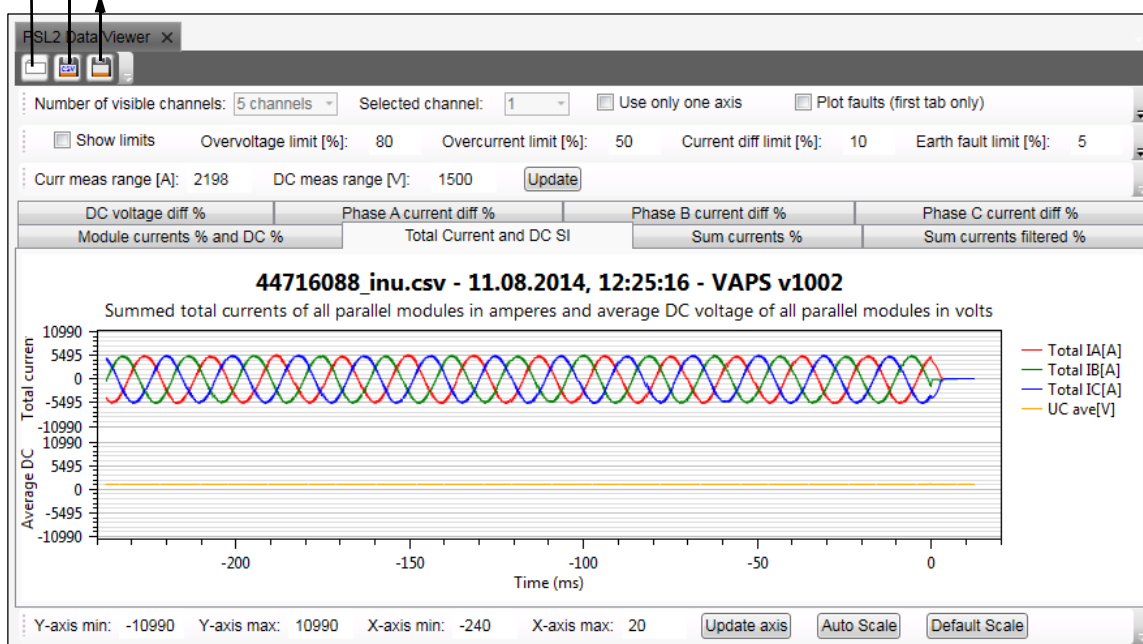 PSL2 Data Viewer ×
CSV
Number of visible channels: 5 channels Selected channel: 1 Use only one axis Plot faults (first tab only)
Show limits Overvoltage limit [%]: 80 Overcurrent limit [%]: 50 Current diff limit [%]: 10 Earth fault limit [%]: 5
Curr meas range [A]: 2198 DC meas range [V]: 1500 Update
DC voltage diff % Phase A current diff % Phase B current diff % Phase C current diff %
Module currents % and DC % Total Current and DC SI Sum currents % Sum currents filtered %
44716088_inu.csv - 11.08.2014, 12:25:16 - VAPS v1002
Summed total currents of all parallel modules in amperes and average DC voltage of all parallel modules in volts
Total curren
10990
5495
0
-5495
-10990
Average DC
10990
5495
0
-5495
-10990
Total IA[A]
Total IB[A]
Total IC[A]
UC ave[V]
-200 -150 -100 -50 0
Time (ms)
Y-axis min: -10990 Y-axis max: 10990 X-axis min: -240 X-axis max: 20 Update axis Auto Scale Default Scale